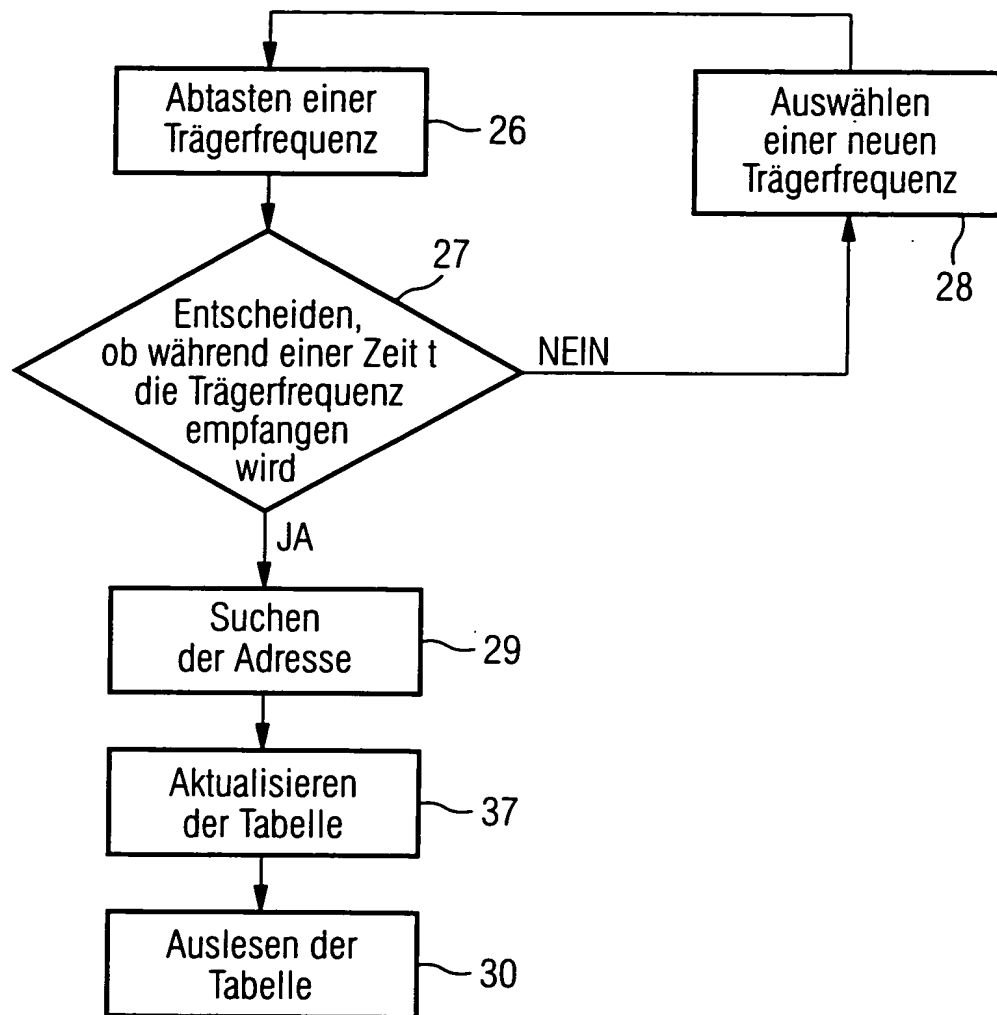 Abtasten einer
Trägerfrequenz
26
Auswählen
einer neuen
Trägerfrequenz
28
27
Entscheiden,
ob während einer Zeit t
die Trägerfrequenz
empfangen
wird
NEIN
JA
Suchen
der Adresse
29
Aktualisieren
der Tabelle
37
Auslesen der
Tabelle
30